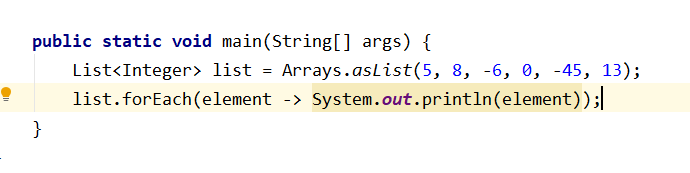 public static void main(String[] args) {
List<Integer> list = Arrays.asList(5, 8, -6, 0, -45, 13);
list.forEach(element -> System.out.println(element));
}